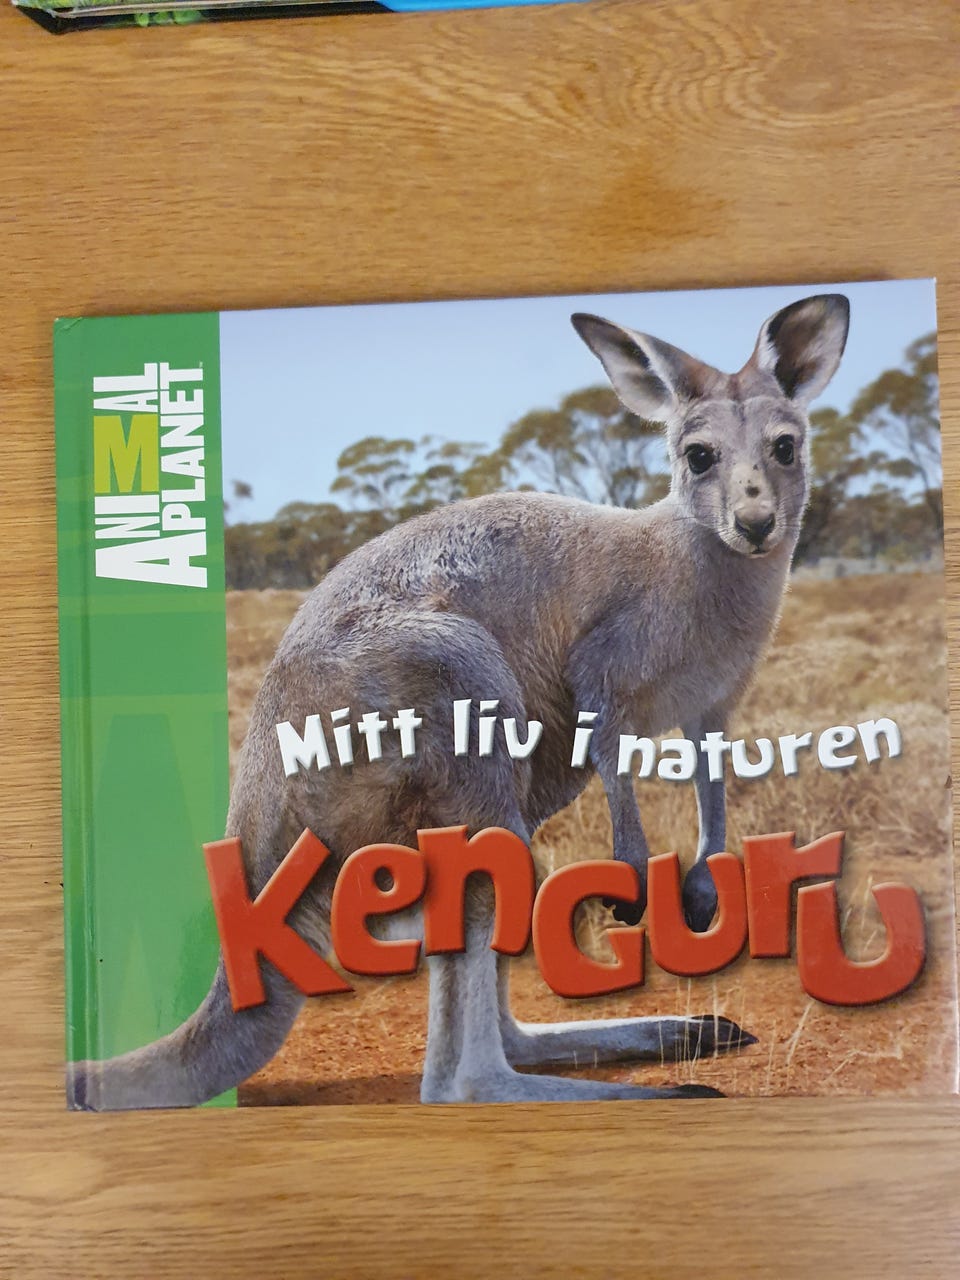 ANIMAL
PLANET
Mitt liv i naturen
Kenguru